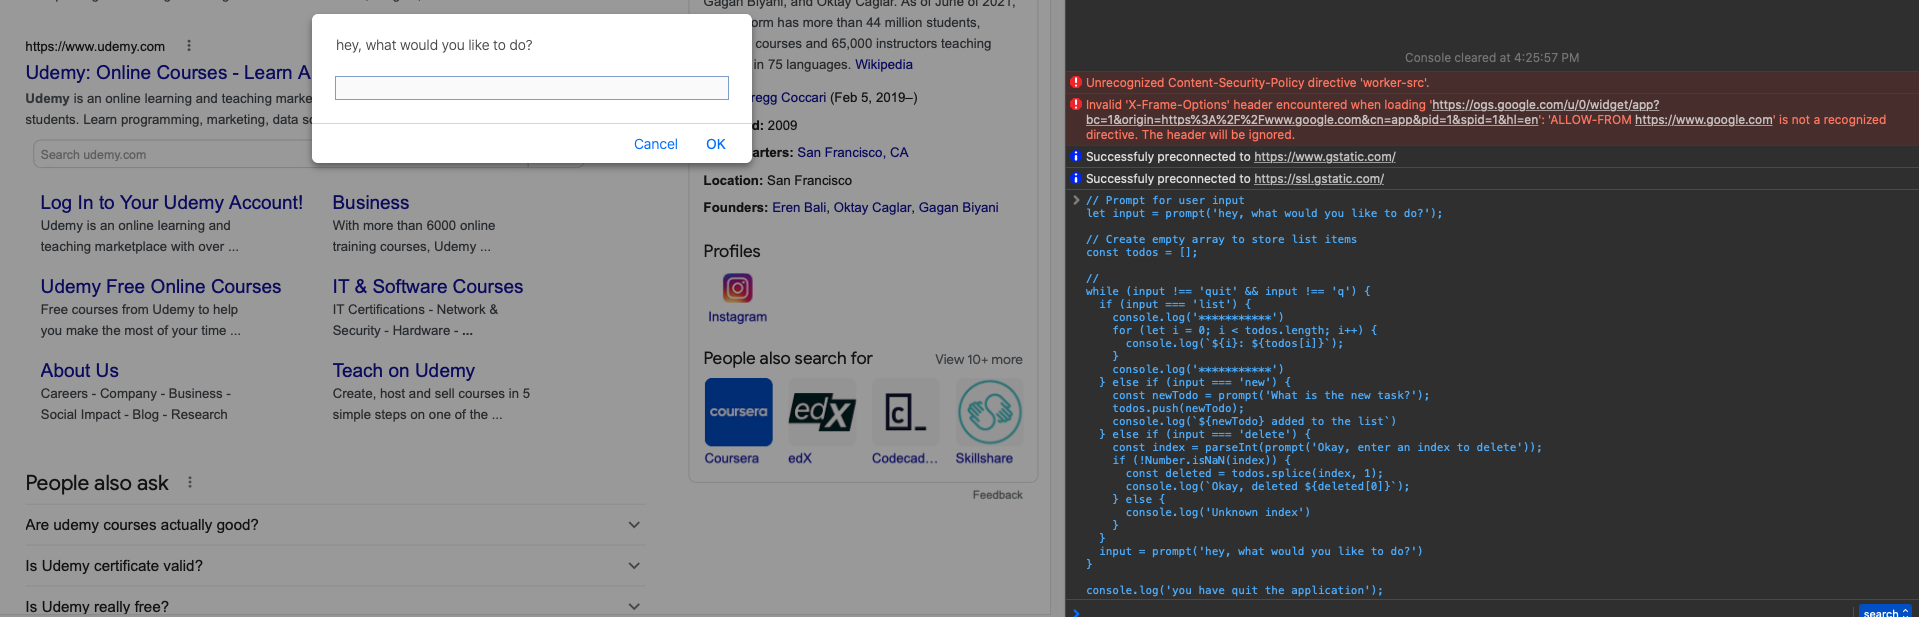 Gagan Biyani, and Oktay Caglar. As of June of 2021,
orm has more than 44 million students,
courses and 65,000 instructors teaching
in 75 languages. Wikipedia
regg Coccari (Feb 5, 2019–)
d: 2009
arters: San Francisco, CA
Location: San Francisco
Founders: Eren Bali, Oktay Caglar, Gagan Biyani
Profiles
Instagram
People also search for
View 10+ more
coursera
edX
c_
Coursera
edX
Codecad...
Skillshare
Feedback
hey, what would you like to do?
Cancel
OK
https://www.udemy.com
Udemy: Online Courses - Learn A
Udemy is an online learning and teaching marke
students. Learn programming, marketing, data sc
Search udemy.com
Log In to Your Udemy Account!
Udemy is an online learning and
teaching marketplace with over ...
Business
With more than 6000 online
training courses, Udemy ...
Udemy Free Online Courses
Free courses from Udemy to help
you make the most of your time ...
IT & Software Courses
IT Certifications - Network &
Security - Hardware - ...
About Us
Careers - Company - Business -
Social Impact - Blog - Research
Teach on Udemy
Create, host and sell courses in 5
simple steps on one of the ...
People also ask
Are udemy courses actually good?
Is Udemy certificate valid?
Is Udemy really free?
Console cleared at 4:25:57 PM
Unrecognized Content-Security-Policy directive 'worker-src'.
Invalid 'X-Frame-Options' header encountered when loading 'https://ogs.google.com/u/0/widget/app?
bc=1&origin=https%3A%2F%2Fwww.google.com&cn=app&pid=1&spid=1&hl=en': 'ALLOW-FROM https://www.google.com' is not a recognized
directive. The header will be ignored.
Successfuly preconnected to https://www.gstatic.com/
Successfuly preconnected to https://ssl.gstatic.com/
// Prompt for user input
let input = prompt('hey, what would you like to do?');
// Create empty array to store list items
const todos = [];
//
while (input !== 'quit' && input !== 'q') {
if (input === 'list') {
console.log('***********')
for (let i = 0; i < todos.length; i++) {
console.log(`${i}: ${todos[i]}`);
}
console.log('***********')
} else if (input === 'new') {
const newTodo = prompt('What is the new task?');
todos.push(newTodo);
console.log(`${newTodo} added to the list`)
} else if (input === 'delete') {
const index = parseInt(prompt('Okay, enter an index to delete'));
if (!Number.isNaN(index)) {
const deleted = todos.splice(index, 1);
console.log(`Okay, deleted ${deleted[0]}`);
} else {
console.log('Unknown index')
}
}
input = prompt('hey, what would you like to do?')
}
console.log('you have quit the application');
search